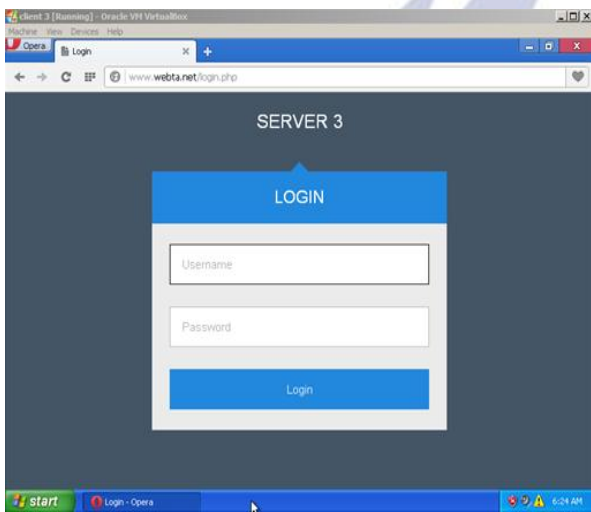 client 3 [Running] - Oracle VM VirtualBox
Machine View Devices Help
Opera
Login
www.webta.net/login.php
SERVER 3
LOGIN
Username
Password
Login
start
Login - Opera
6:24 AM